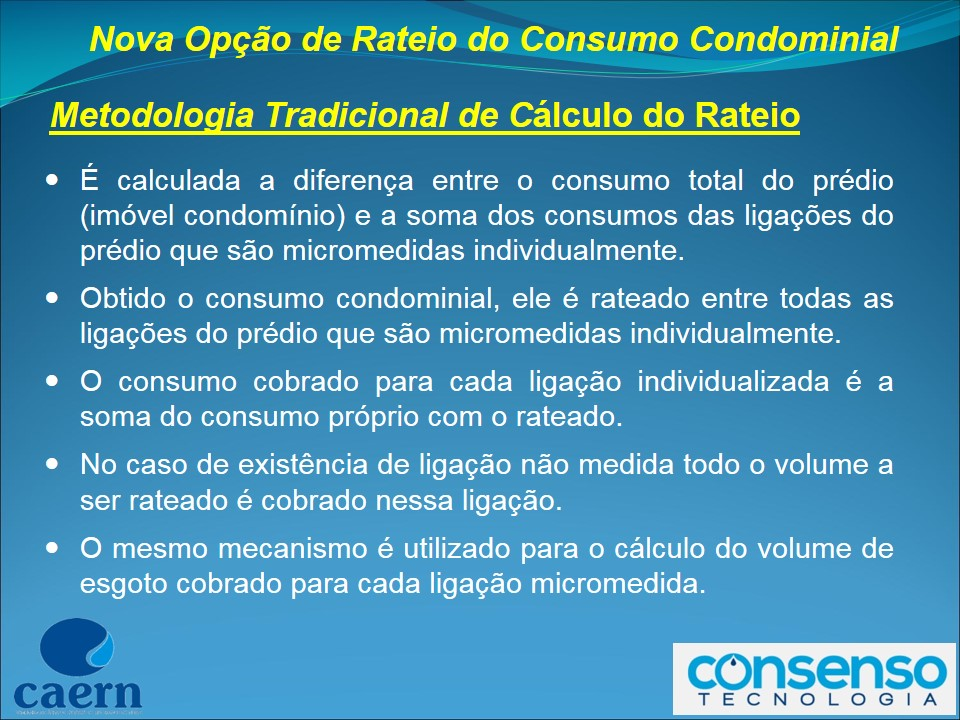 Nova Opção de Rateio do Consumo Condominial
Metodologia Tradicional de Cálculo do Rateio
• É calculada a diferença entre o consumo total do prédio
(imóvel condomínio) e a soma dos consumos das ligações do
prédio que são micromedidas individualmente.
• Obtido o consumo condominial, ele é rateado entre todas as
ligações do prédio que são micromedidas individualmente.
• O consumo cobrado para cada ligação individualizada é a
soma do consumo próprio com o rateado.
• No caso de existência de ligação não medida todo o volume a
ser rateado é cobrado nessa ligação.
• O mesmo mecanismo é utilizado para o cálculo do volume de
esgoto cobrado para cada ligação micromedida.
caern
consenso
TECNOLOGIA